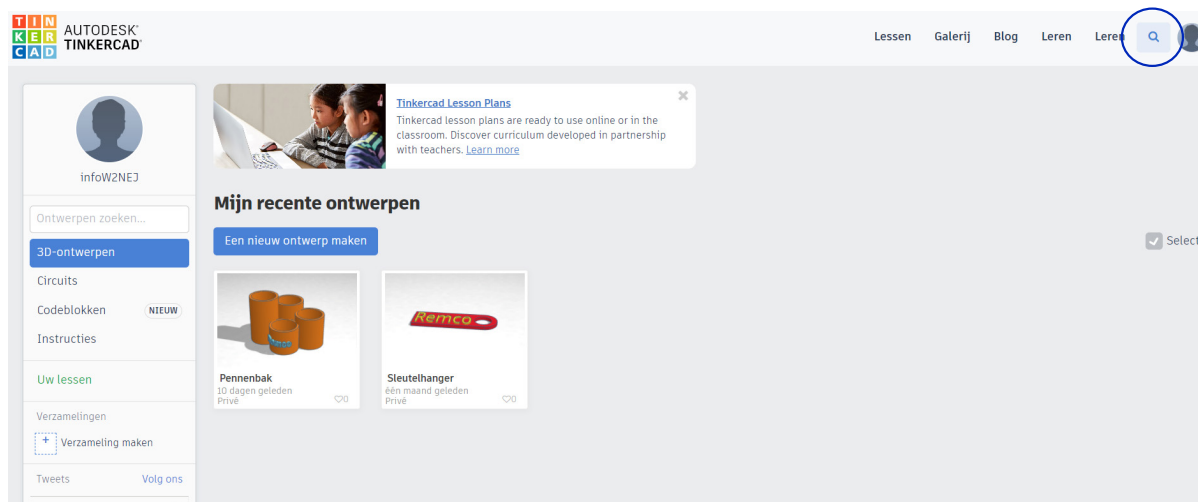 TIN
KER
CAD
AUTODESK®
TINKERCAD®
Lessen Galerij Blog Leren Leren
infoW2NEJ
Ontwerpen zoeken...
3D-ontwerpen
Circuits
Codeblokken NIEUW
Instructies
Uw lessen
Verzamelingen
+ Verzameling maken
Tweets Volg ons
Tinkercad Lesson Plans
Tinkercad lesson plans are ready to use online or in the
classroom. Discover curriculum developed in partnership
with teachers. Learn more
Mijn recente ontwerpen
Een nieuw ontwerp maken
Select
Pennenbak
10 dagen geleden
Privé 0
Remco
Sleutelhanger
één maand geleden
Privé 0